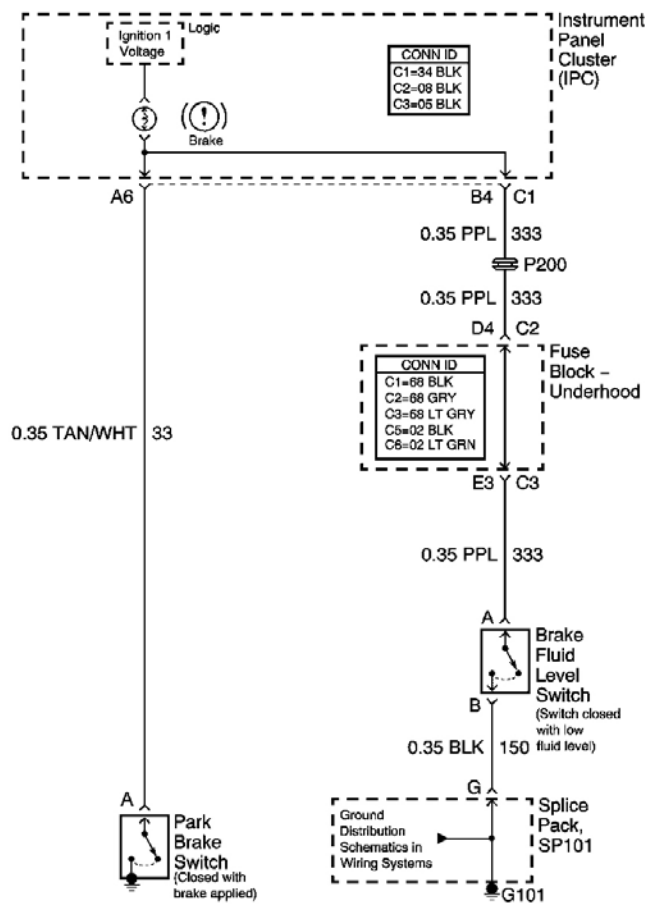 Ignition 1
Voltage
Logic
CONN ID
C1=34 BLK
C2=08 BLK
C3=05 BLK
Instrument
Panel
Cluster
(IPC)
Brake
A6
B4
C1
0.35 PPL
333
P200
0.35 PPL
333
D4
C2
CONN ID
C1=68 BLK
C2=68 GRY
C3=68 LT GRY
C5=02 BLK
C6=02 LT GRN
Fuse
Block –
Underhood
0.35 TAN/WHT
33
E3
C3
0.35 PPL
333
A
Brake
Fluid
Level
Switch
(Switch closed
with low
fluid level)
B
0.35 BLK
150
G
A
Park
Brake
Switch
(Closed with
brake applied)
Ground
Distribution
Schematics in
Wiring Systems
Splice
Pack,
SP101
G101